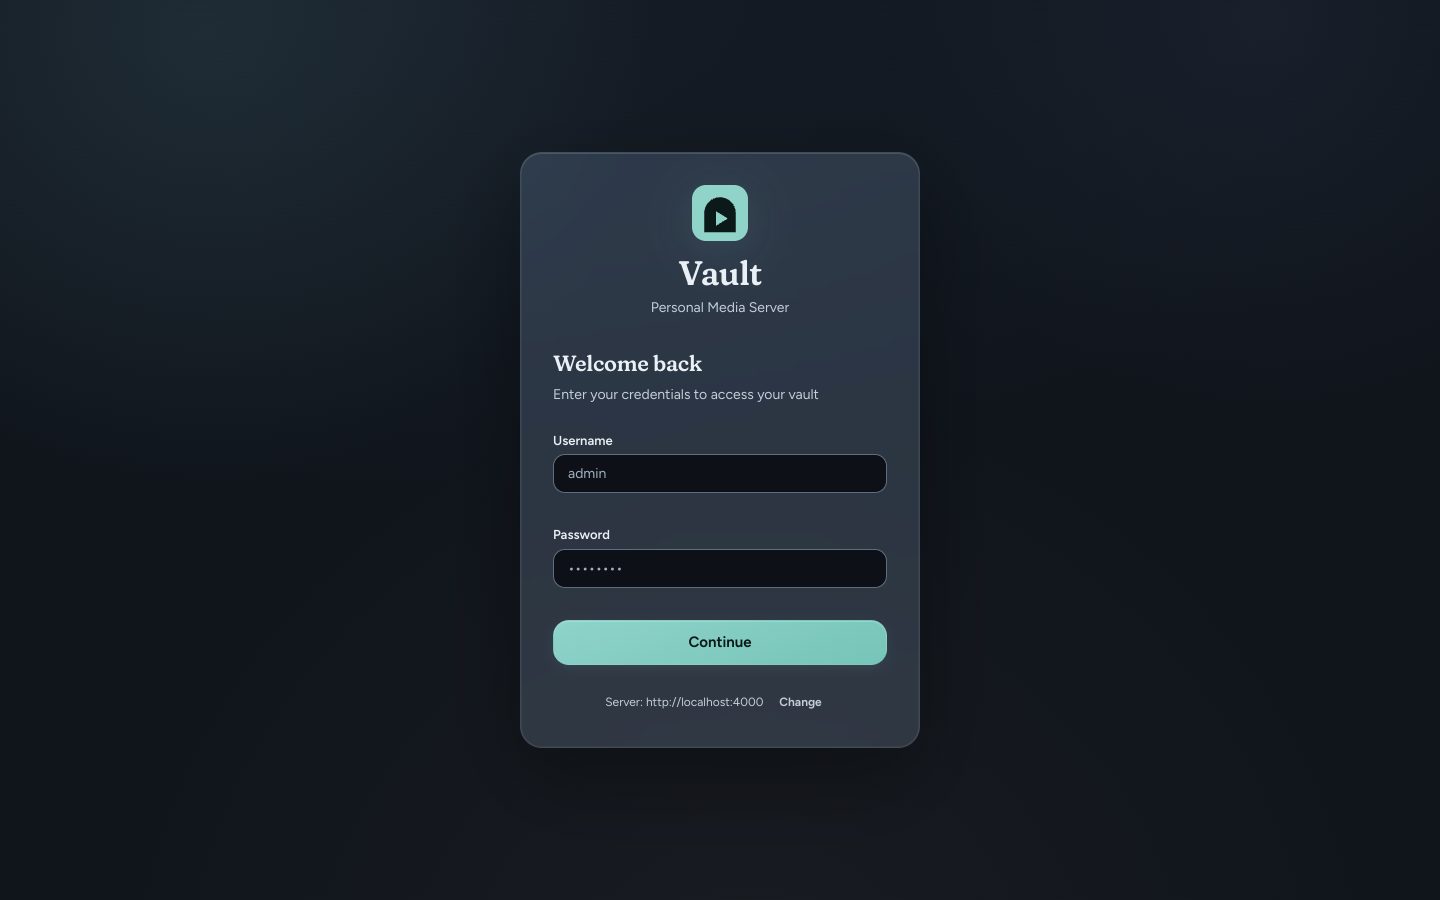 Vault
Personal Media Server
Welcome back
Enter your credentials to access your vault
Username
admin
Password
••••••••
Continue
Server: http://localhost:4000 Change